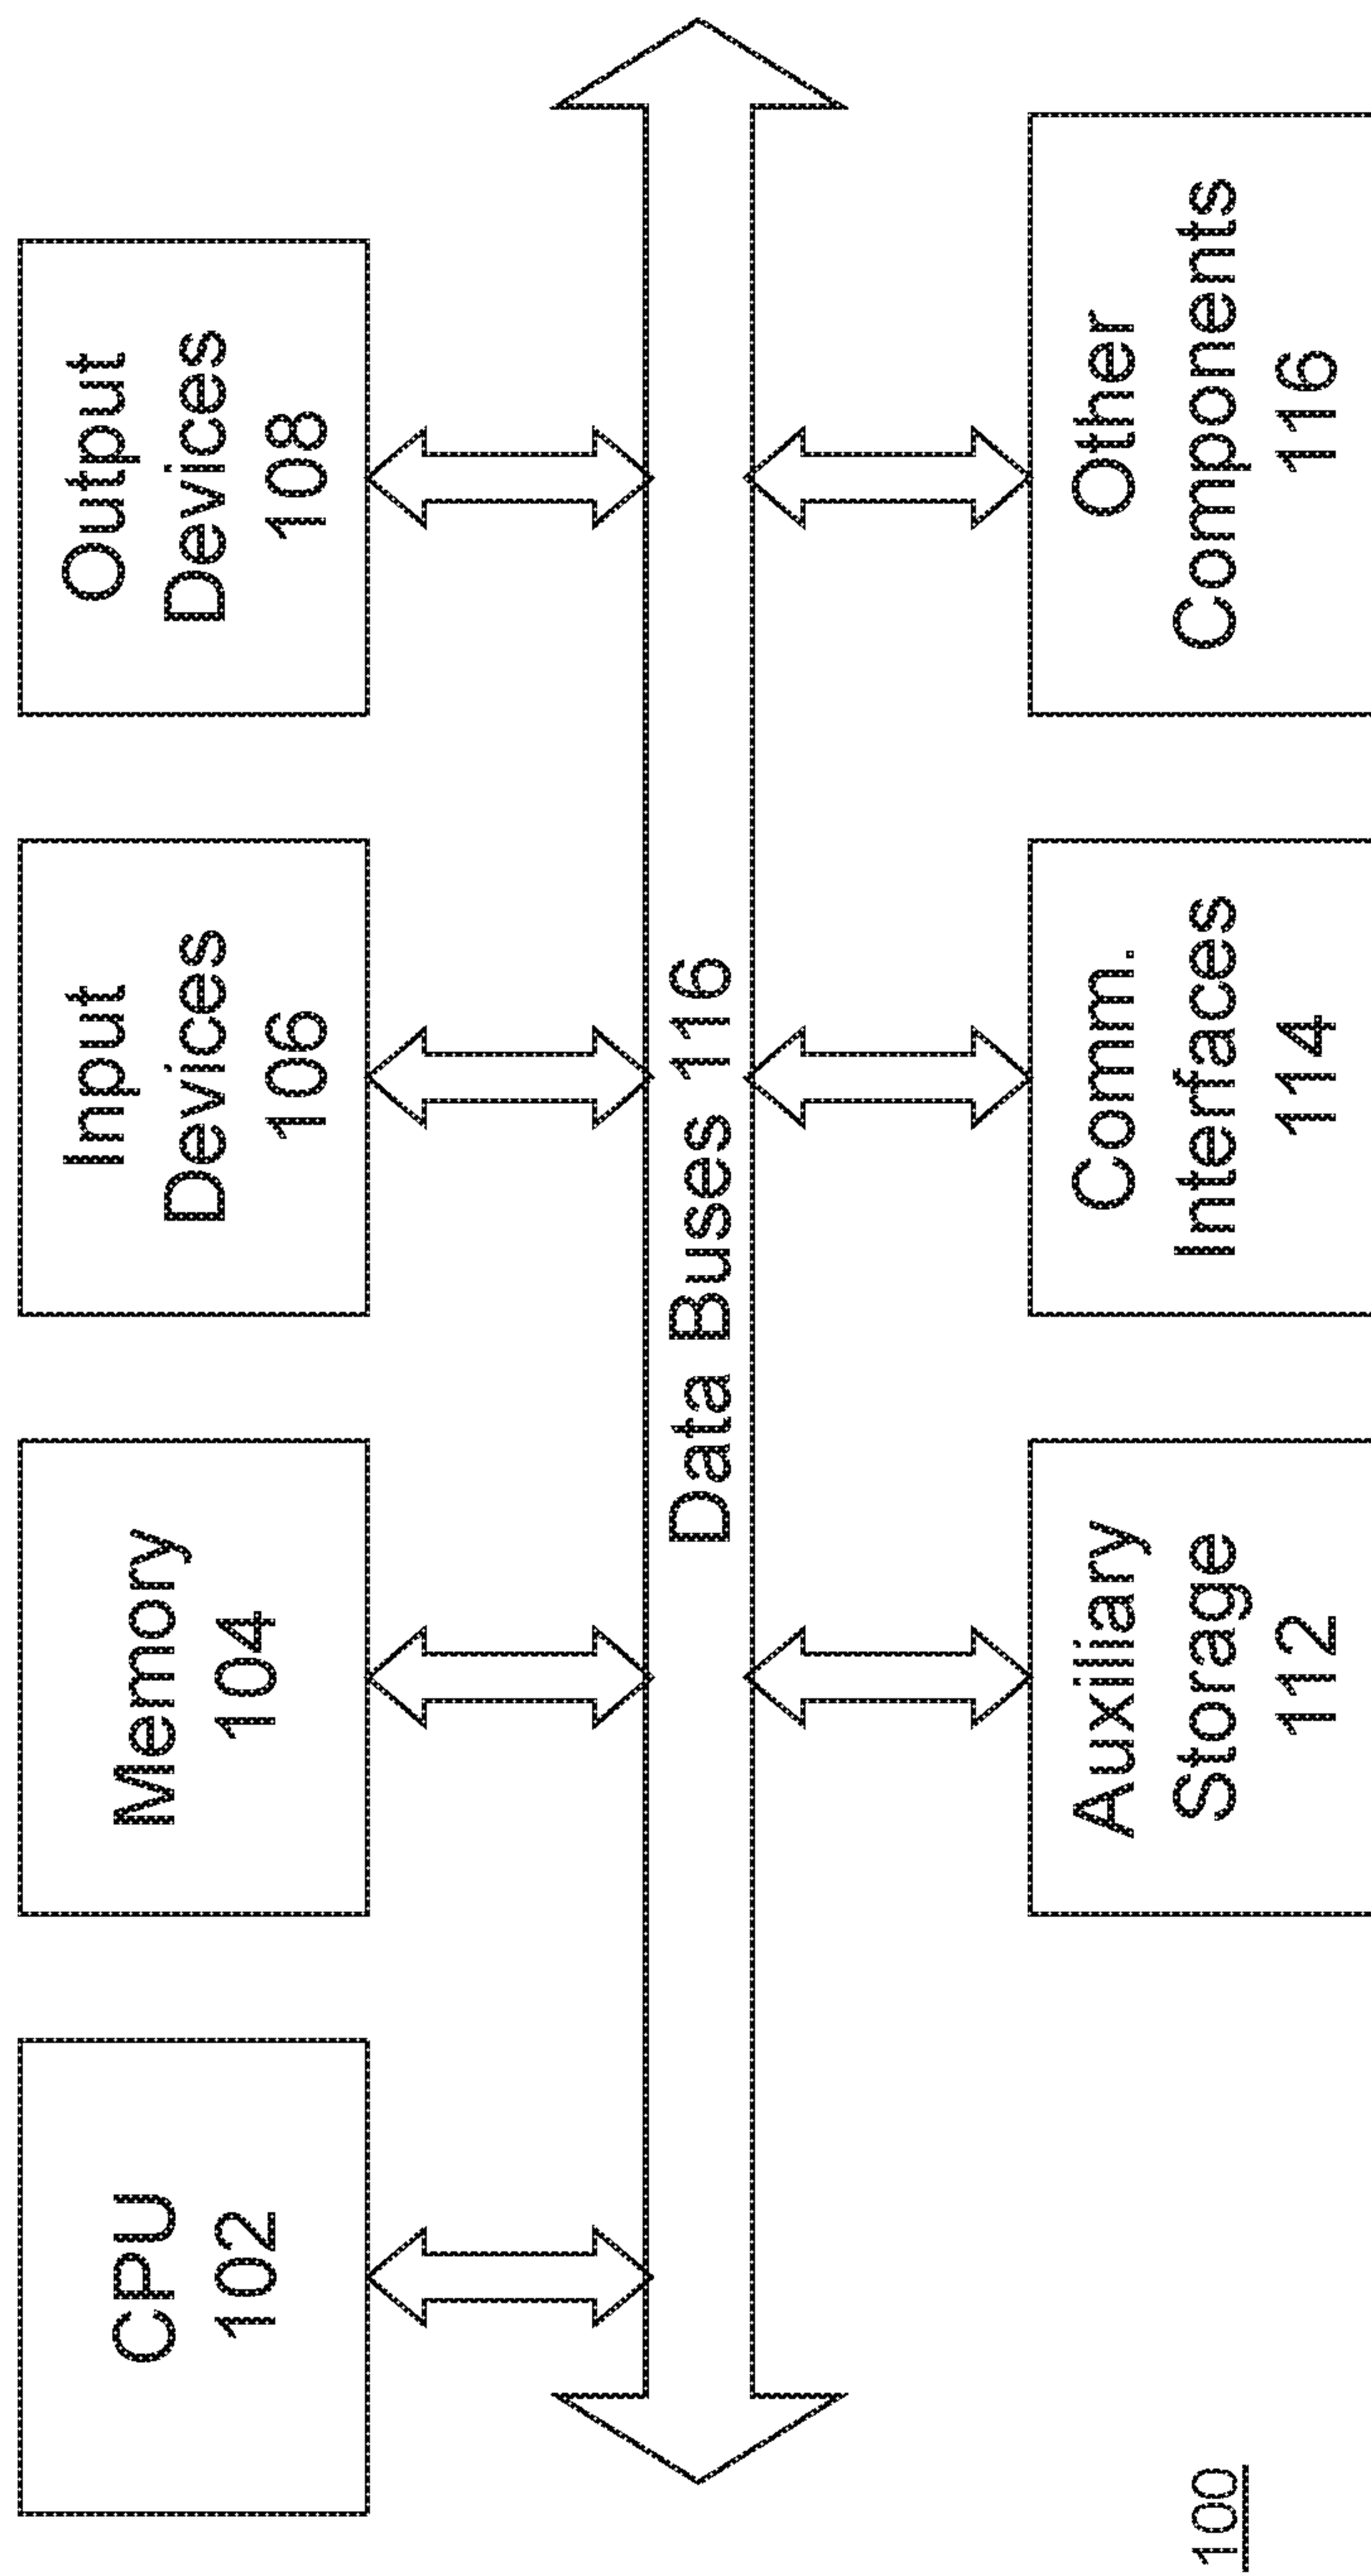 CPU
102
Memory
104
Input
Devices
106
Output
Devices
108
Data Buses 116
Auxiliary
Storage
112
Comm.
Interfaces
114
Other
Components
116
100